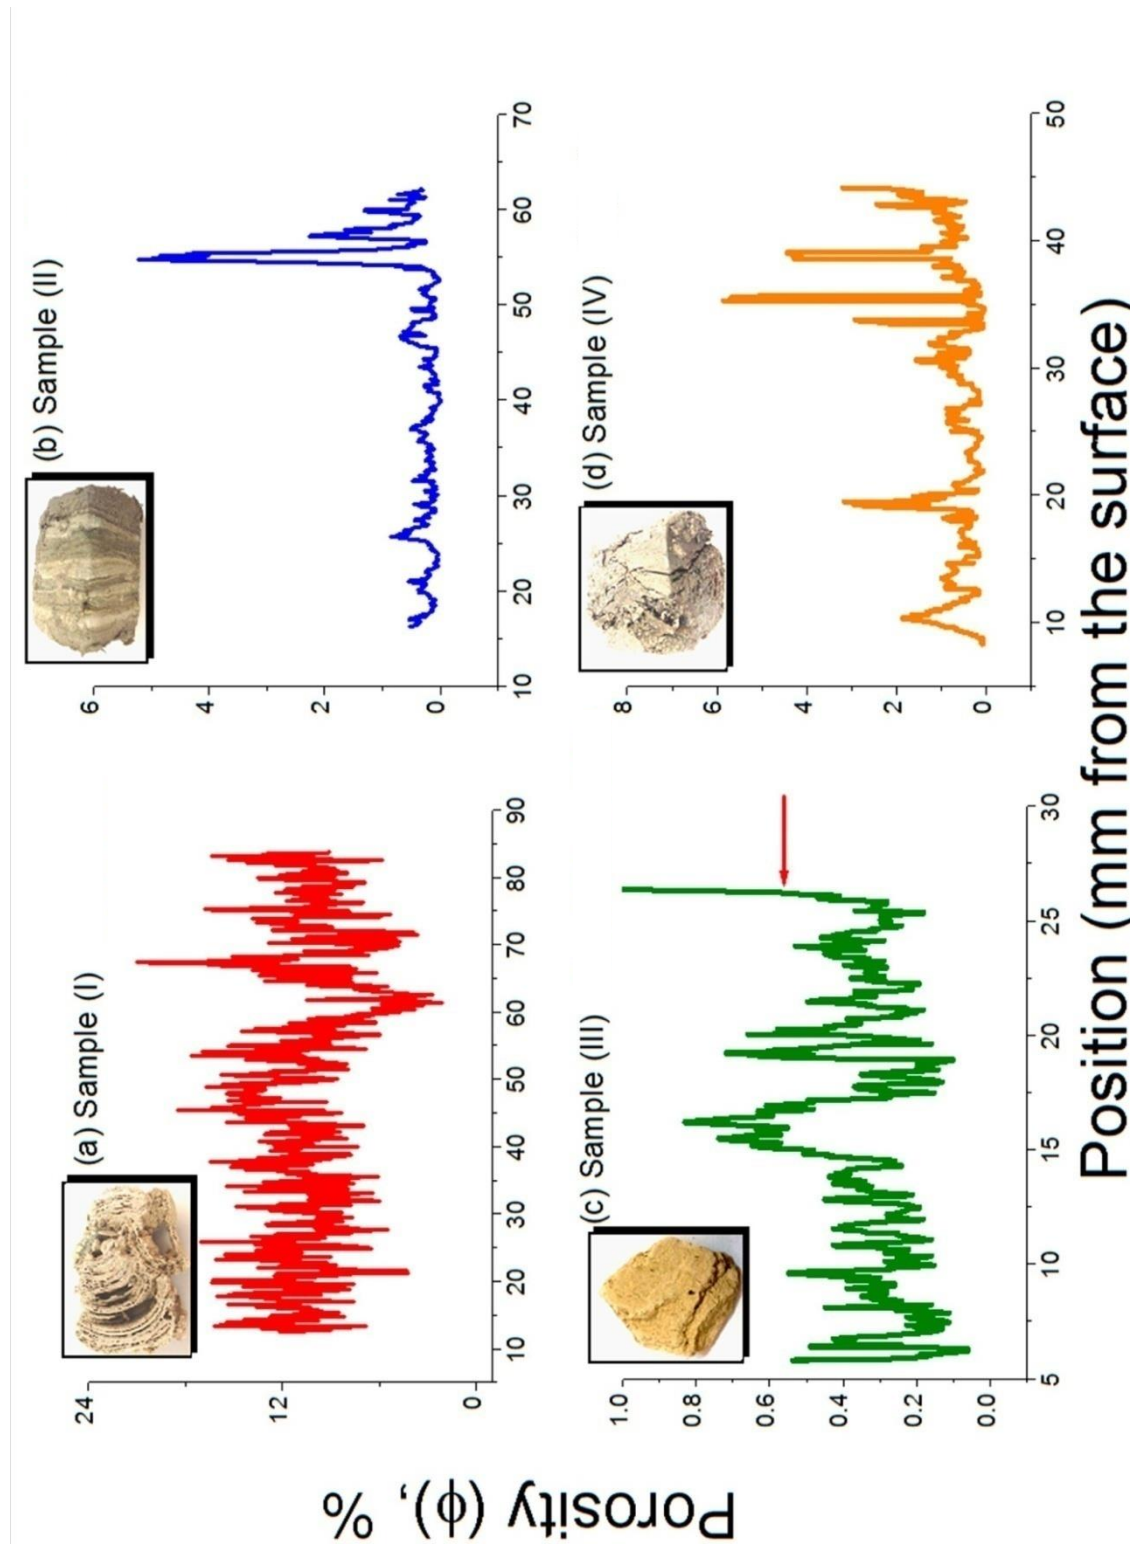 (a) Sample (I)
24
12
0
10 20 30 40 50 60 70 80 90
(b) Sample (II)
6
4
2
0
10 20 30 40 50 60 70
(c) Sample (III)
1.0
0.8
0.6
0.4
0.2
0.0
5 10 15 20 25 30
(d) Sample (IV)
8
6
4
2
0
10 20 30 40 50
Porosity (ϕ), %
Position (mm from the surface)